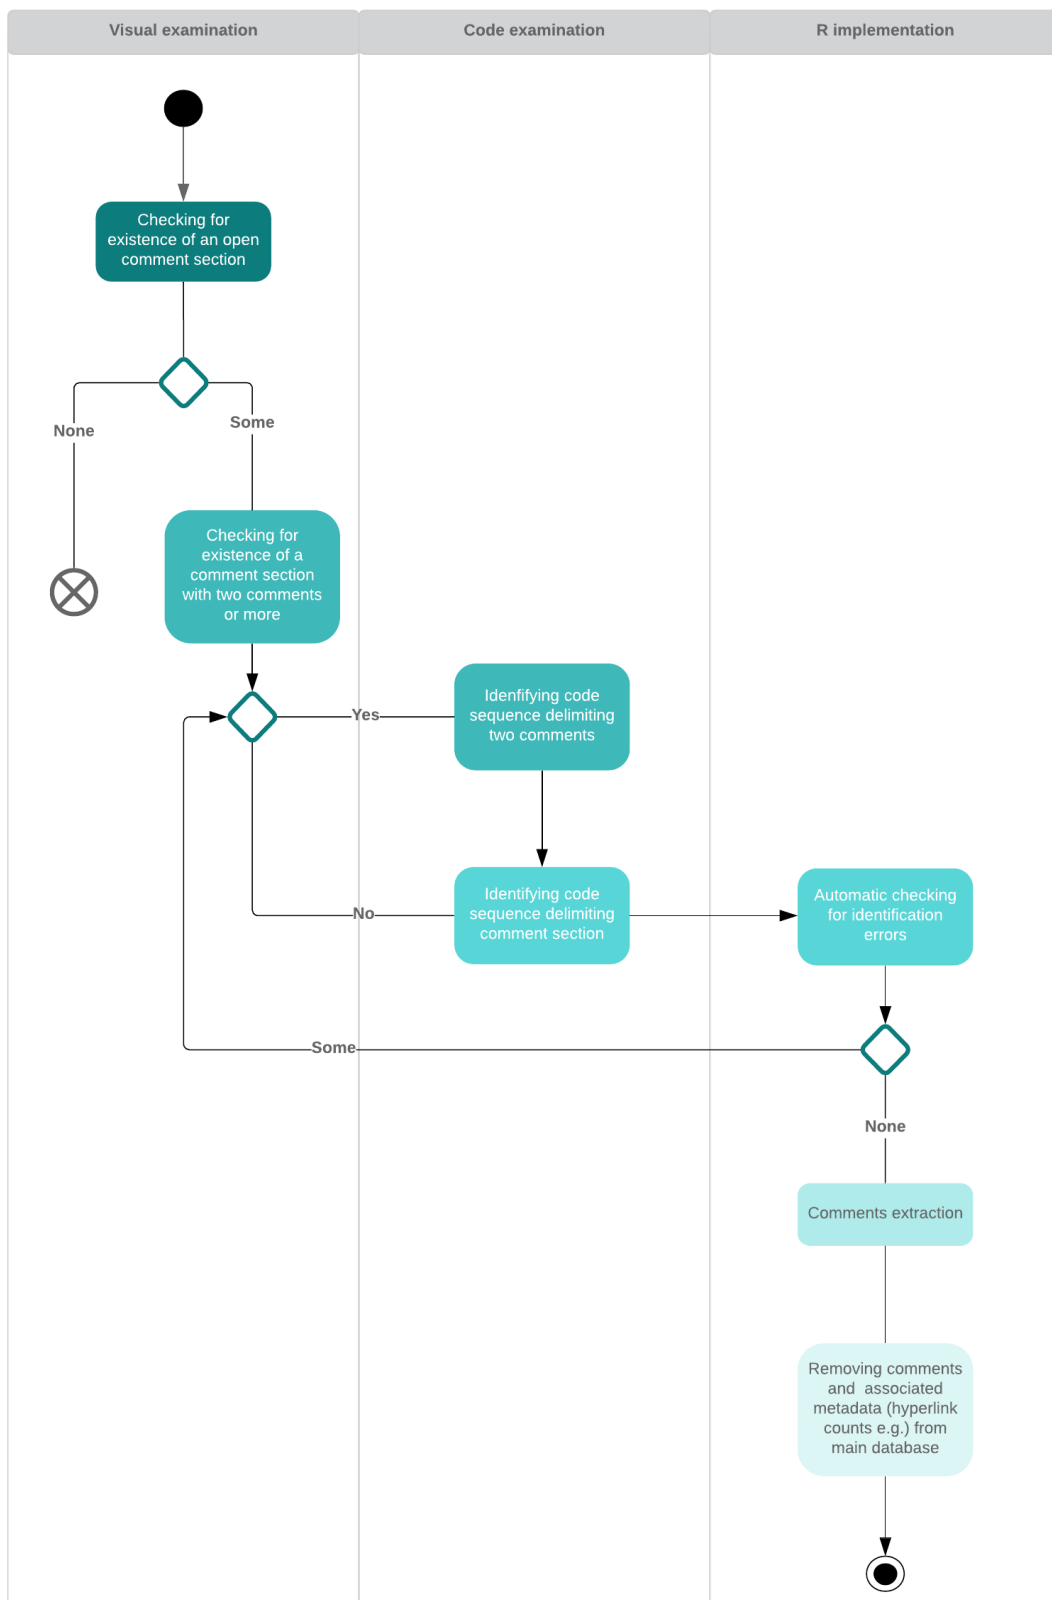 Visual examination
Code examination
R implementation
Checking for
existence of an open
comment section
None
Some
Checking for
existence of a
comment section
with two comments
or more
Yes
Idenfifying code
sequence delimiting
two comments
No
Identifying code
sequence delimiting
comment section
Automatic checking
for identification
errors
Some
None
Comments extraction
Removing comments
and  associated
metadata (hyperlink
counts e.g.) from
main database